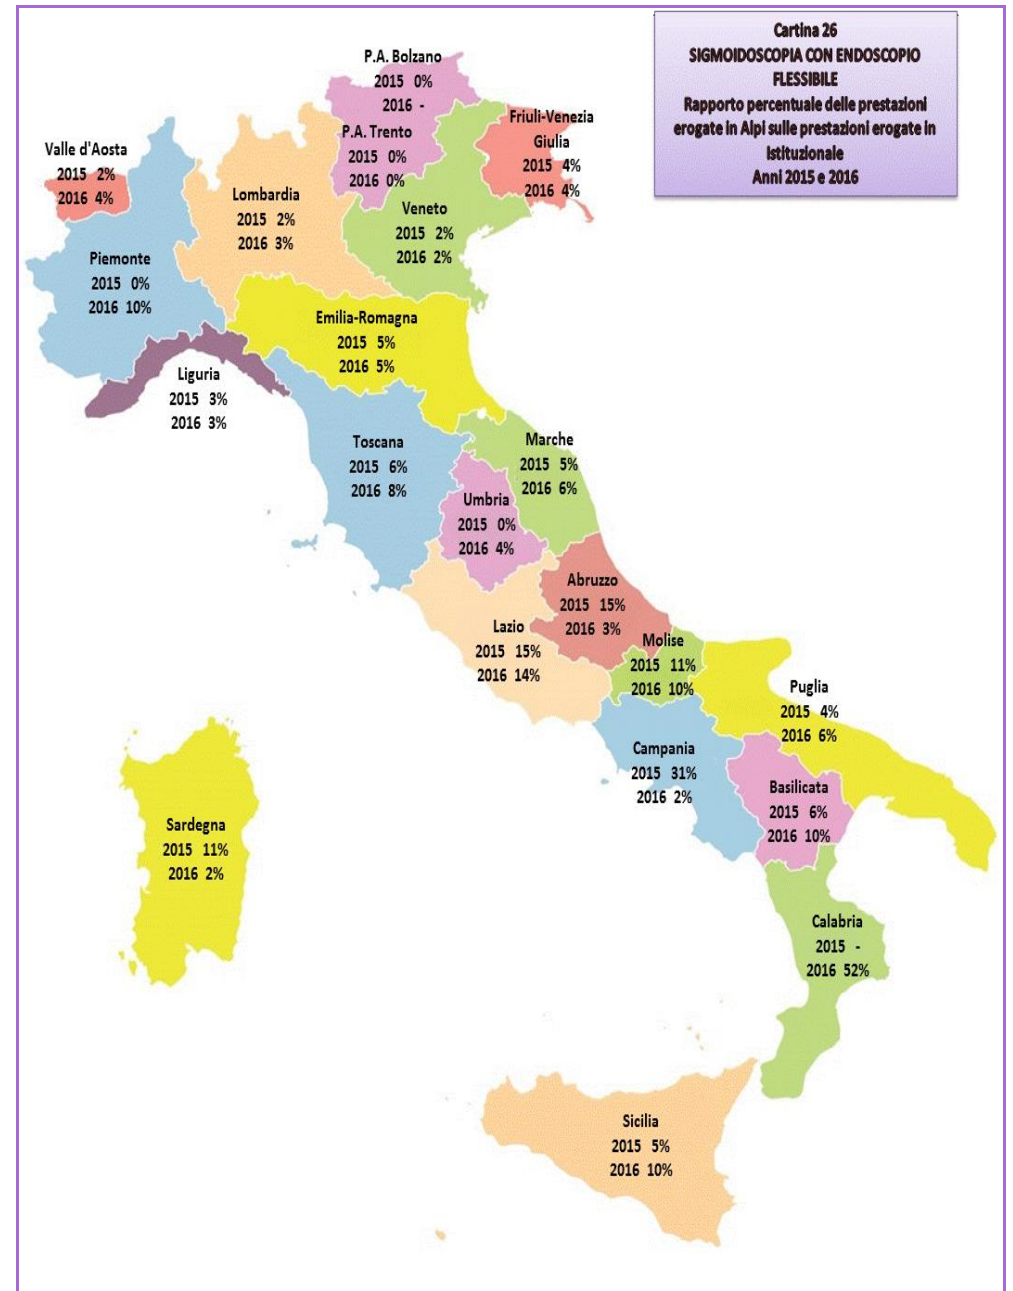 Cartina 26
SIGMOIDOSCOPIA CON ENDOSCOPIO
FLESSIBILE
Rapporto percentuale delle prestazioni
erogate in Alpi sulle prestazioni erogate in
Istituzionale
Anni 2015 e 2016
P.A. Bolzano
2015 0%
2016 -
P.A. Trento
2015 0%
2016 0%
Friuli-Venezia
Giulia
2015 4%
2016 4%
Valle d'Aosta
2015 2%
2016 4%
Lombardia
2015 2%
2016 3%
Veneto
2015 2%
2016 2%
Piemonte
2015 0%
2016 10%
Emilia-Romagna
2015 5%
2016 5%
Liguria
2015 3%
2016 3%
Toscana
2015 6%
2016 8%
Marche
2015 5%
2016 6%
Umbria
2015 0%
2016 4%
Abruzzo
2015 15%
2016 3%
Lazio
2015 15%
2016 14%
Molise
2015 11%
2016 10%
Puglia
2015 4%
2016 6%
Campania
2015 31%
2016 2%
Basilicata
2015 6%
2016 10%
Sardegna
2015 11%
2016 2%
Calabria
2015 -
2016 52%
Sicilia
2015 5%
2016 10%